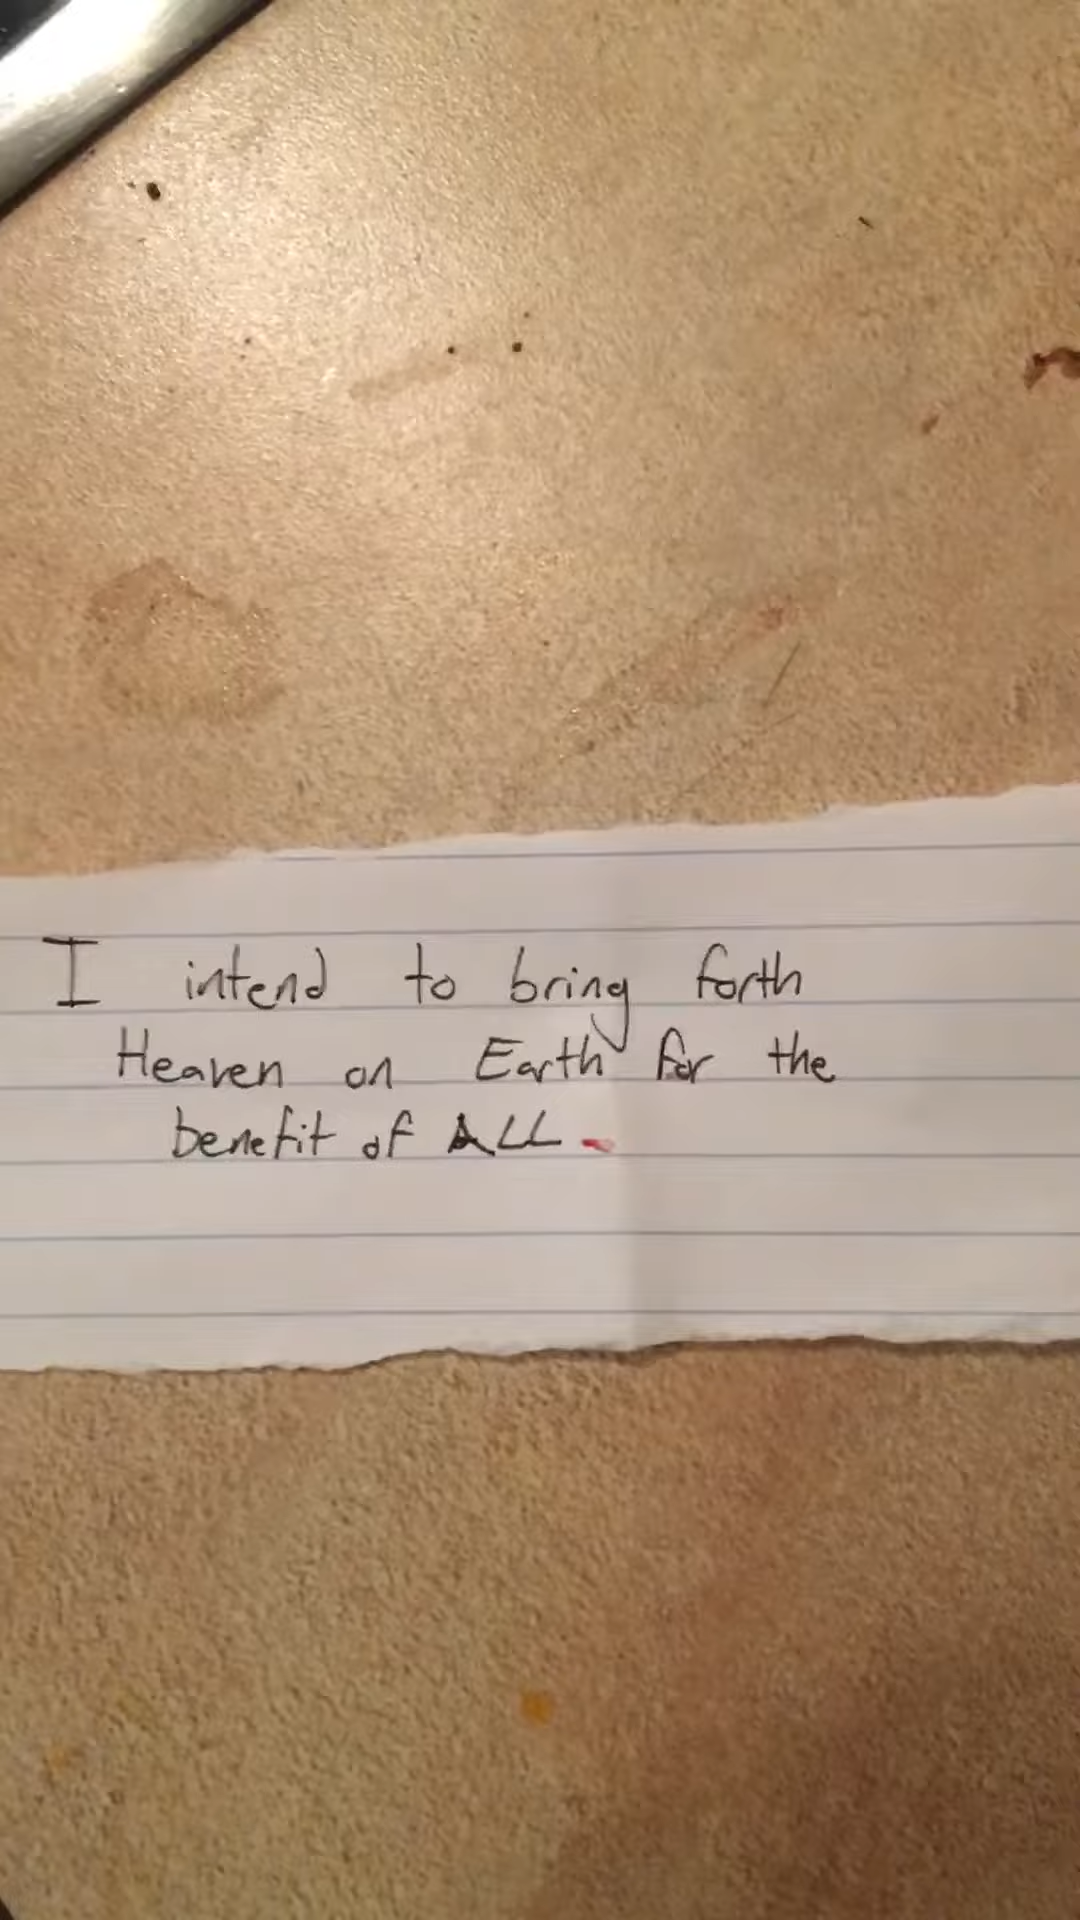 I intend to bring forth
Heaven on Earth for the
benefit of ALL.